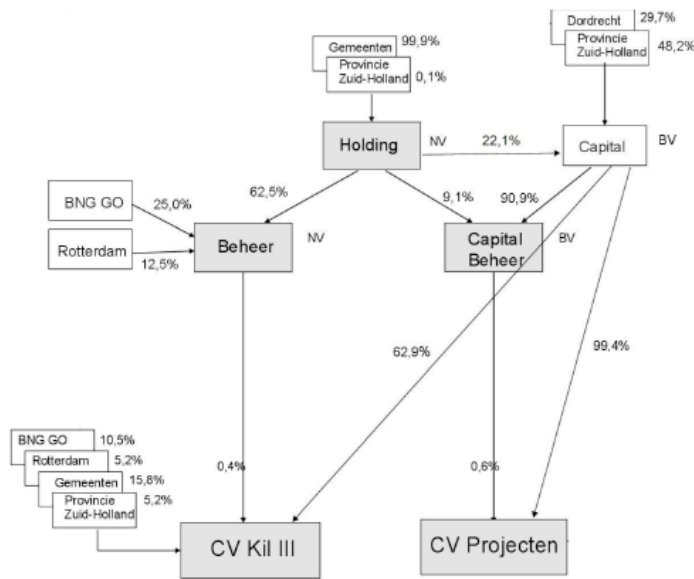 Dordrecht 29,7%
Provincie
Zuid-Holland 48,2%
Gemeenten 99,9%
Provincie
Zuid-Holland 0,1%
Holding NV
22,1%
Capital BV
62,5%
9,1%
90,9%
BNG GO
25,0%
Rotterdam
12,5%
Beheer NV
Capital
Beheer
BV
62,9%
99,4%
BNG GO 10,5%
Rotterdam 5,2%
Gemeenten 15,8%
Provincie 5,2%
Zuid-Holland
0,4%
0,6%
CV Kil III
CV Projecten